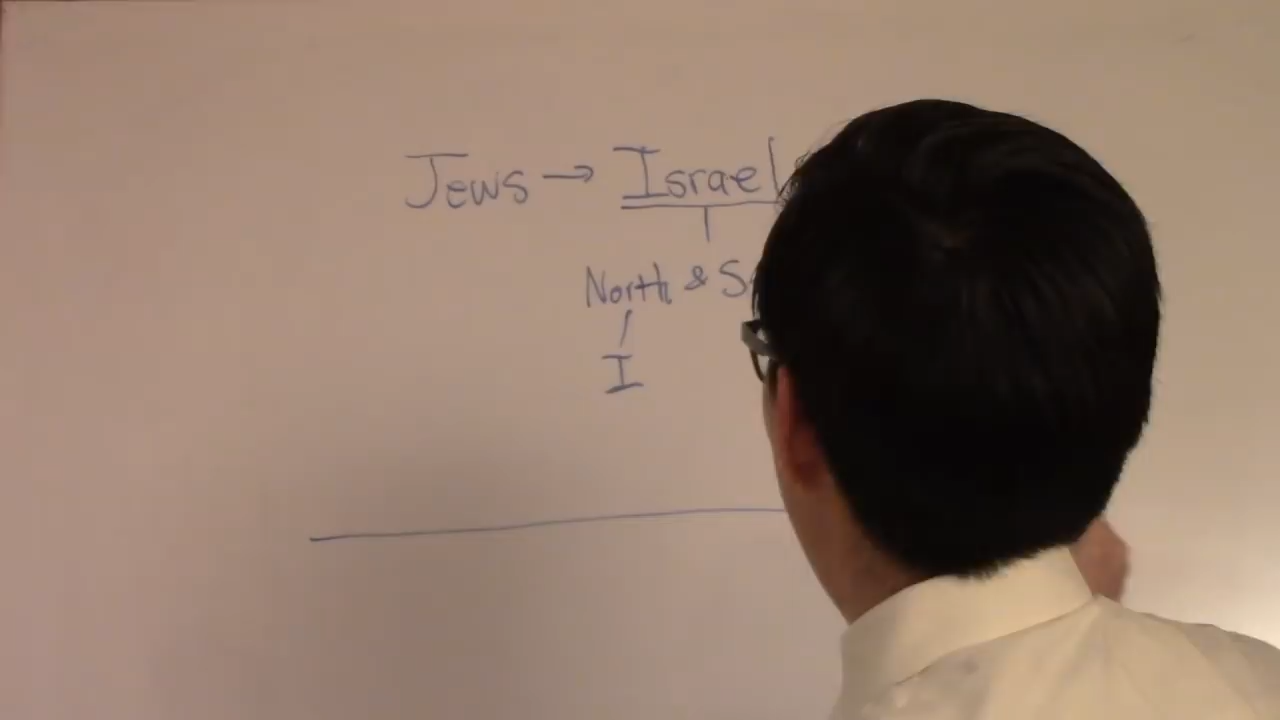 Jews → Israel
North &
I